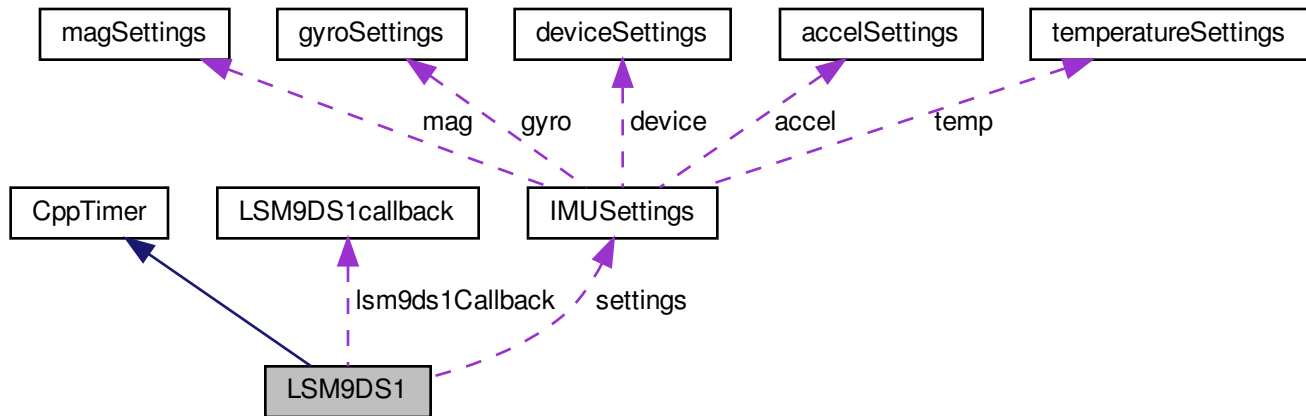 magSettings
gyroSettings
deviceSettings
accelSettings
temperatureSettings
mag
gyro
device
accel
temp
CppTimer
LSM9DS1callback
IMUSettings
lsm9ds1Callback
settings
LSM9DS1